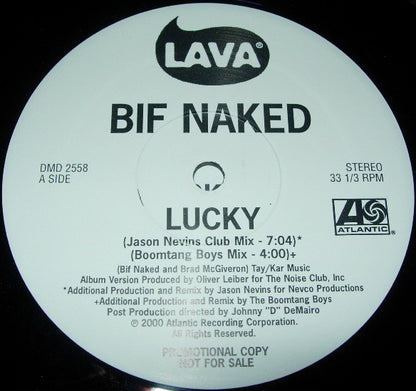 LAVA®
BIF NAKED
DMD 2558
A SIDE
STEREO
33 1/3 RPM
LUCKY
(Jason Nevins Club Mix - 7:04)*
(Boomtang Boys Mix - 4:00)+
ATLANTIC
(Bif Naked and Brad McGiveron) Tay/Kar Music
Album Version Produced by Oliver Leiber for The Noise Club, Inc
*Additional Production and Remix by Jason Nevins for Nevco Productions
+Additional Production and Remix by The Boomtang Boys
Post Production directed by Johnny "D" DeMairo
℗ 2000 Atlantic Recording Corporation.
All Rights Reserved.
PROMOTIONAL COPY
NOT FOR SALE